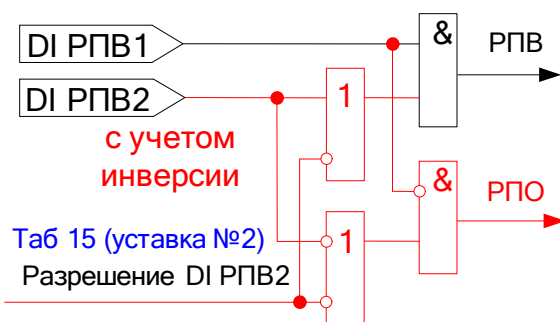 DI РПВ1
&
РПВ
DI РПВ2
1
с учетом
инверсии
&
РПО
Таб 15 (уставка №2)
1
Разрешение DI РПВ2